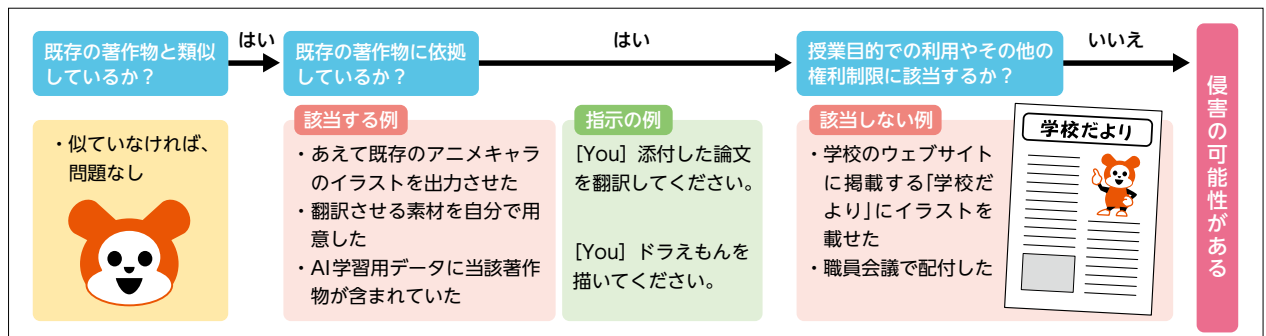 既存の著作物と類似
しているか？
はい
既存の著作物に依拠
しているか？
はい
授業目的での利用やその他の
権利制限に該当するか？
いいえ
侵害の可能性がある
・似ていなければ、
問題なし
該当する例
・あえて既存のアニメキャラ
のイラストを出力させた
・翻訳させる素材を自分で用
意した
・AI学習用データに当該著作
物が含まれていた
指示の例
［You］添付した論文
を翻訳してください。
［You］ドラえもんを
描いてください。
該当しない例
・学校のウェブサイト
に掲載する「学校だ
より」にイラストを
載せた
・職員会議で配付した
学校だより